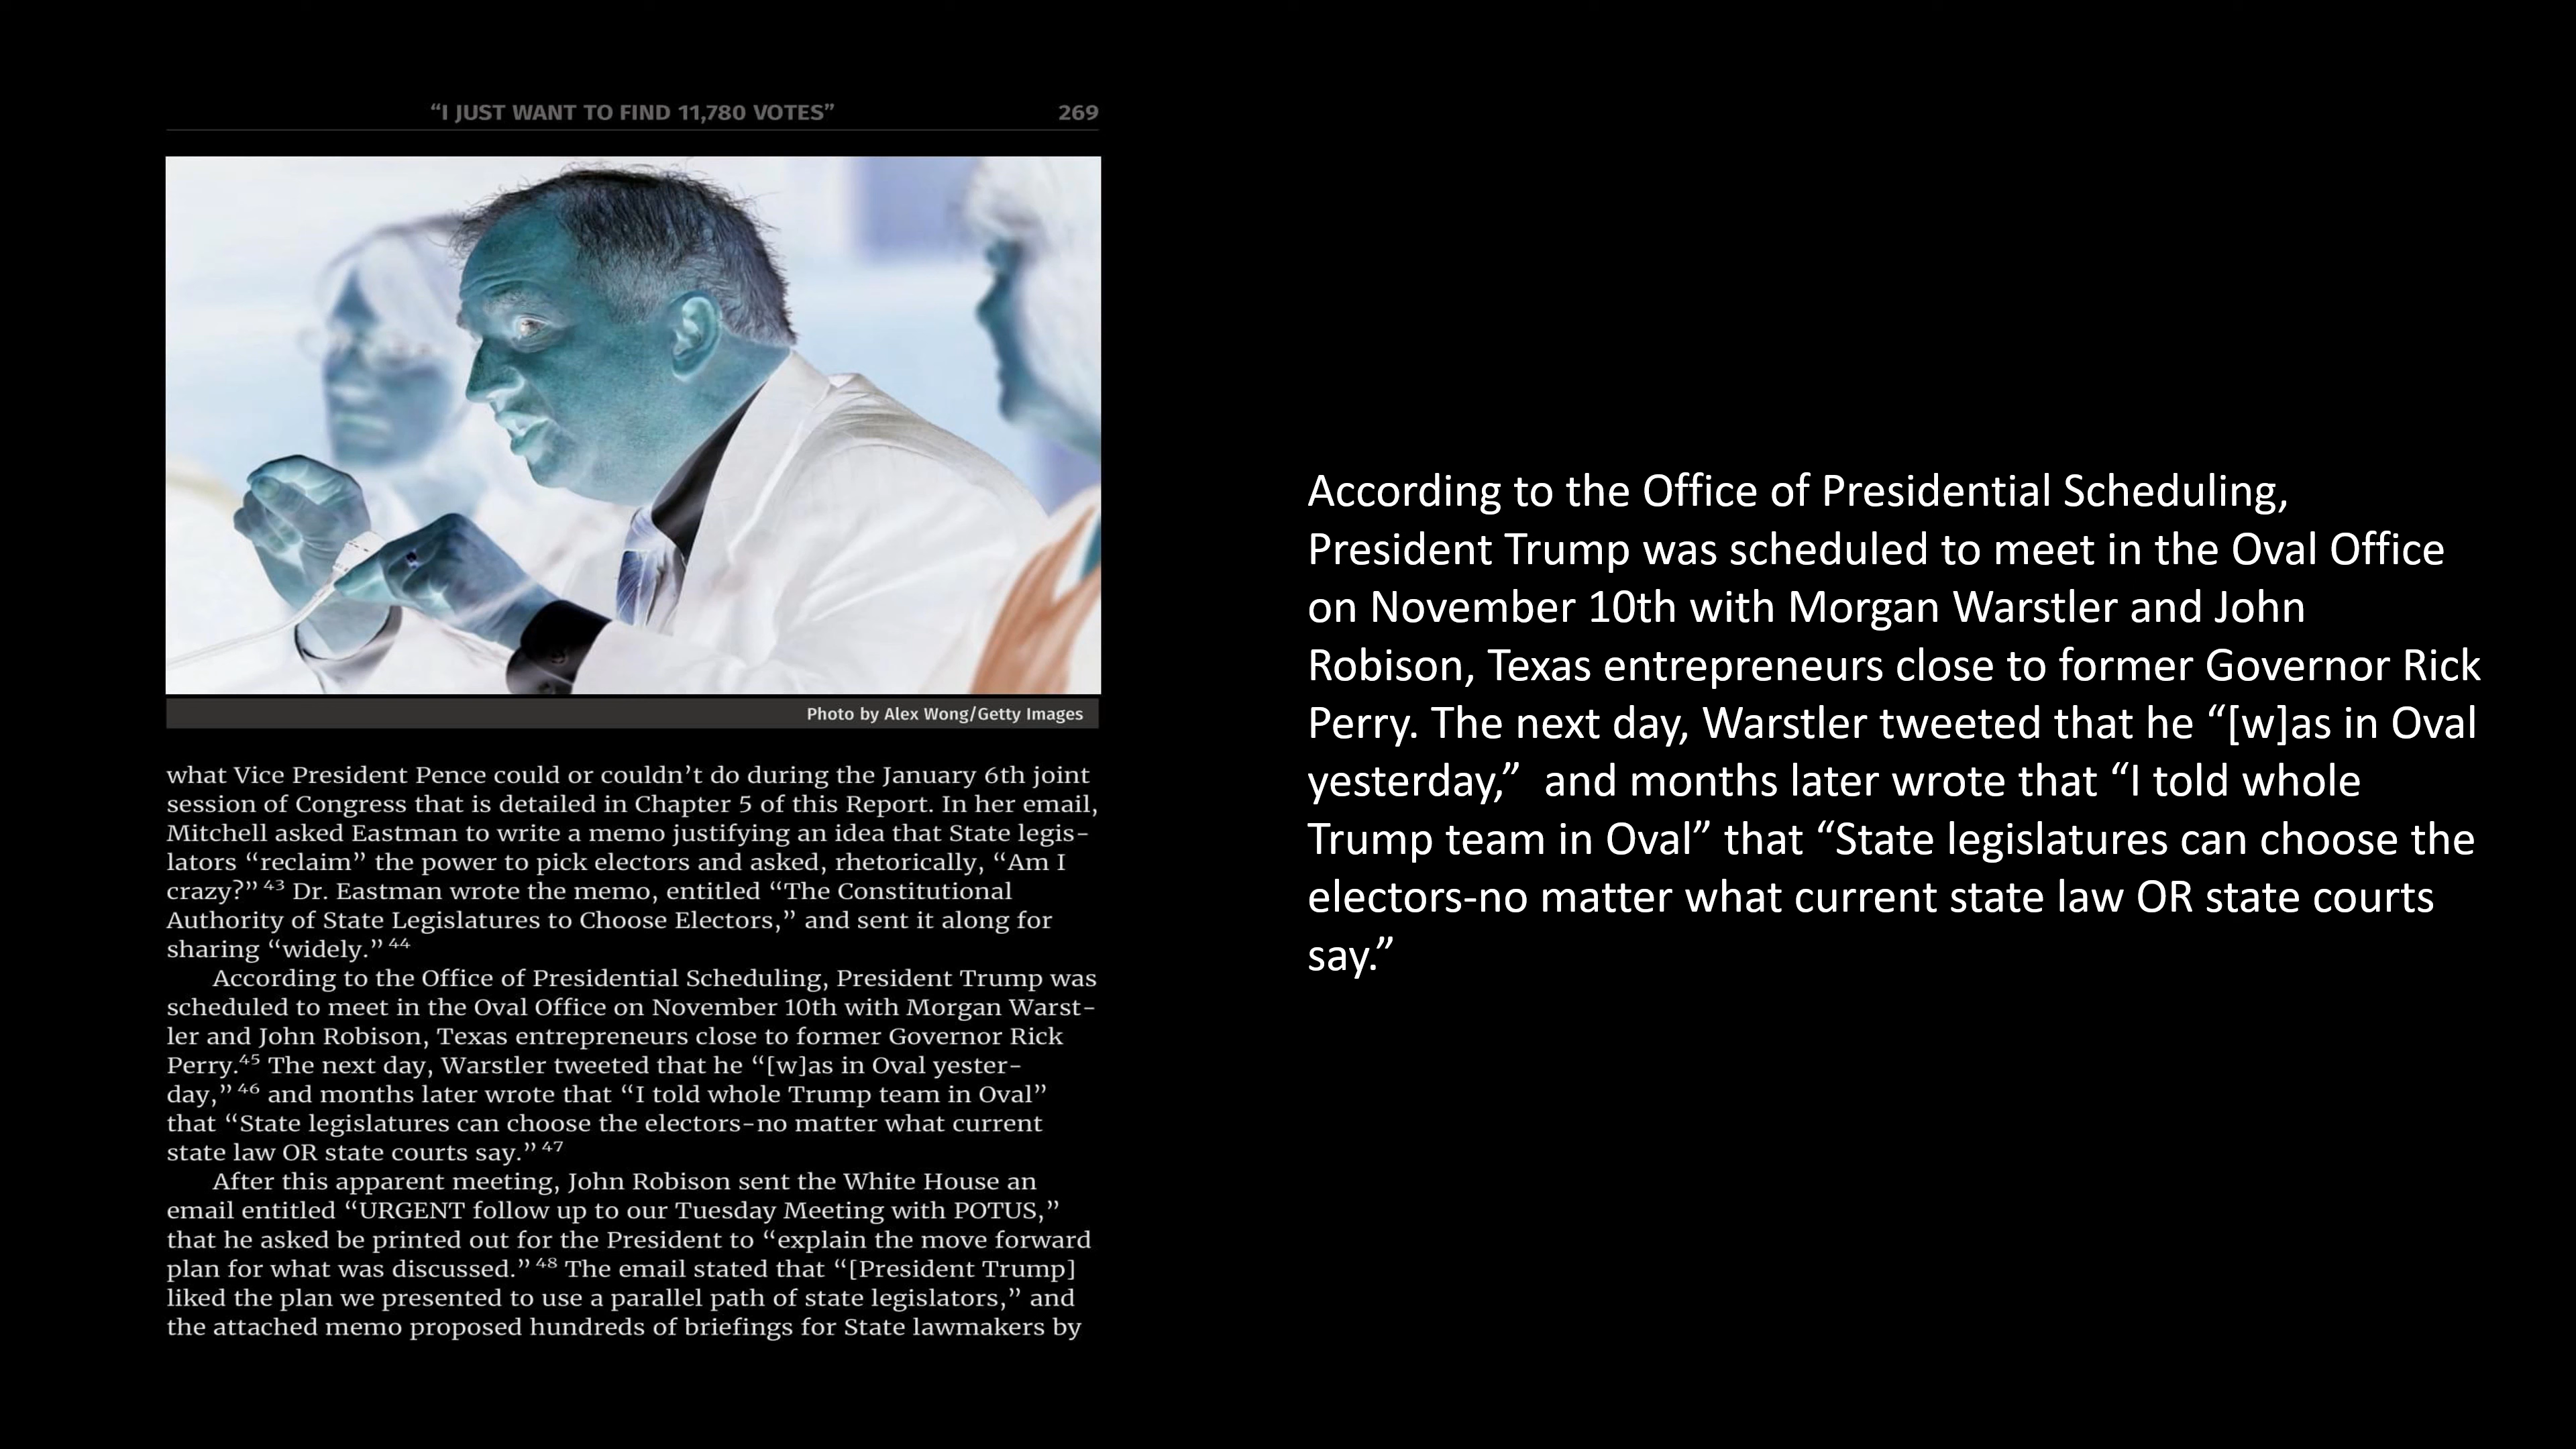 “I JUST WANT TO FIND 11,780 VOTES” 269
Photo by Alex Wong/Getty Images
what Vice President Pence could or couldn’t do during the January 6th joint
session of Congress that is detailed in Chapter 5 of this Report. In her email,
Mitchell asked Eastman to write a memo justifying an idea that State legis-
lators “reclaim” the power to pick electors and asked, rhetorically, “Am I
crazy?” 43 Dr. Eastman wrote the memo, entitled “The Constitutional
Authority of State Legislatures to Choose Electors,” and sent it along for
sharing “widely.” 44
According to the Office of Presidential Scheduling, President Trump was
scheduled to meet in the Oval Office on November 10th with Morgan Warst-
ler and John Robison, Texas entrepreneurs close to former Governor Rick
Perry.45 The next day, Warstler tweeted that he “[w]as in Oval yester-
day,” 46 and months later wrote that “I told whole Trump team in Oval”
that “State legislatures can choose the electors-no matter what current
state law OR state courts say.” 47
After this apparent meeting, John Robison sent the White House an
email entitled “URGENT follow up to our Tuesday Meeting with POTUS,”
that he asked be printed out for the President to “explain the move forward
plan for what was discussed.” 48 The email stated that “[President Trump]
liked the plan we presented to use a parallel path of state legislators,” and
the attached memo proposed hundreds of briefings for State lawmakers by
According to the Office of Presidential Scheduling,
President Trump was scheduled to meet in the Oval Office
on November 10th with Morgan Warstler and John
Robison, Texas entrepreneurs close to former Governor Rick
Perry. The next day, Warstler tweeted that he “[w]as in Oval
yesterday,”  and months later wrote that “I told whole
Trump team in Oval” that “State legislatures can choose the
electors-no matter what current state law OR state courts
say.”